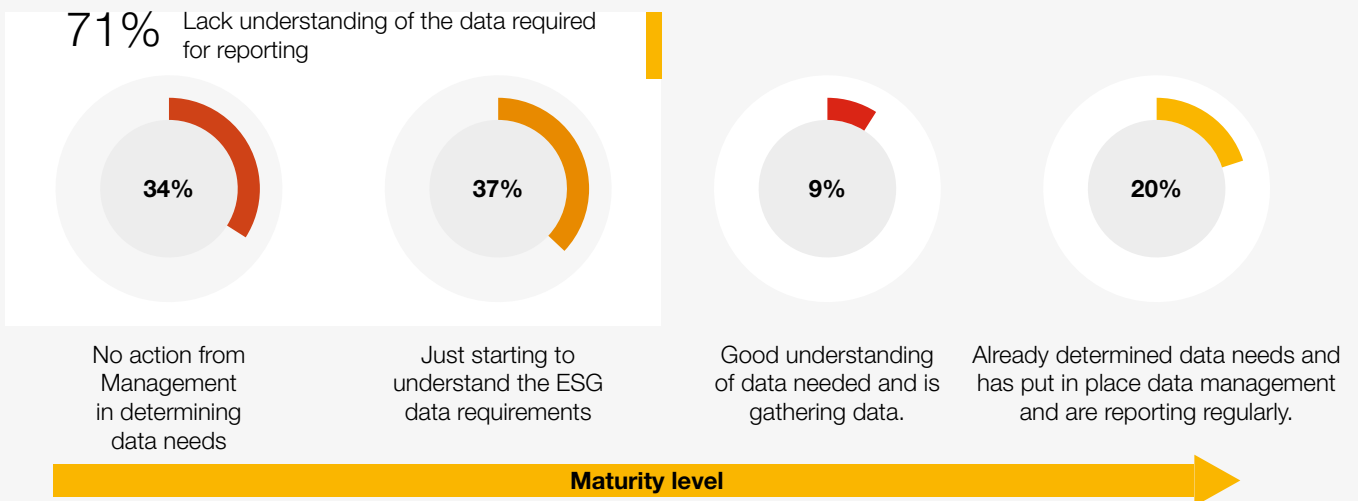 71% Lack understanding of the data required
for reporting
34%
37%
9%
20%
No action from
Management
in determining
data needs
Just starting to
understand the ESG
data requirements
Good understanding
of data needed and is
gathering data.
Already determined data needs and
has put in place data management
and are reporting regularly.
Maturity level